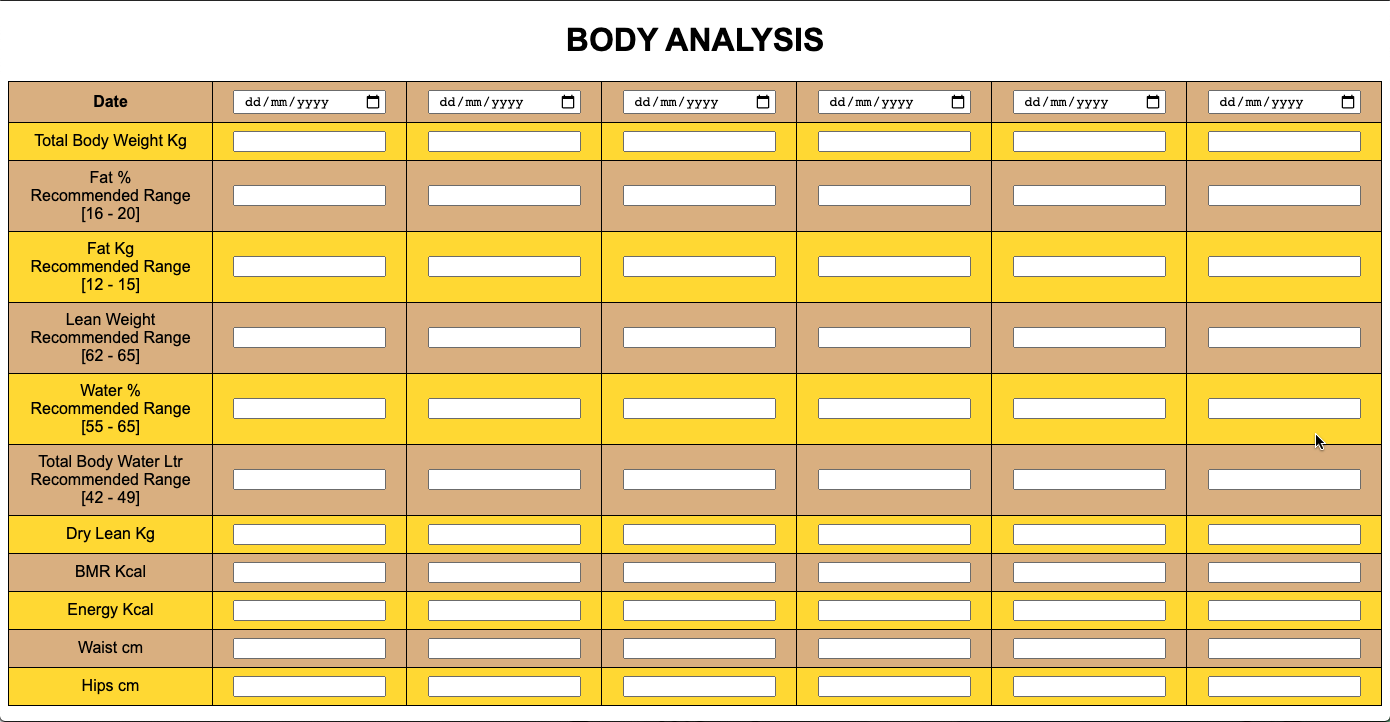 BODY ANALYSIS
Date dd/mm/yyyy dd/mm/yyyy dd/mm/yyyy dd/mm/yyyy dd/mm/yyyy dd/mm/yyyy
Total Body Weight Kg
Fat %
Recommended Range
[16 - 20]
Fat Kg
Recommended Range
[12 - 15]
Lean Weight
Recommended Range
[62 - 65]
Water %
Recommended Range
[55 - 65]
Total Body Water Ltr
Recommended Range
[42 - 49]
Dry Lean Kg
BMR Kcal
Energy Kcal
Waist cm
Hips cm